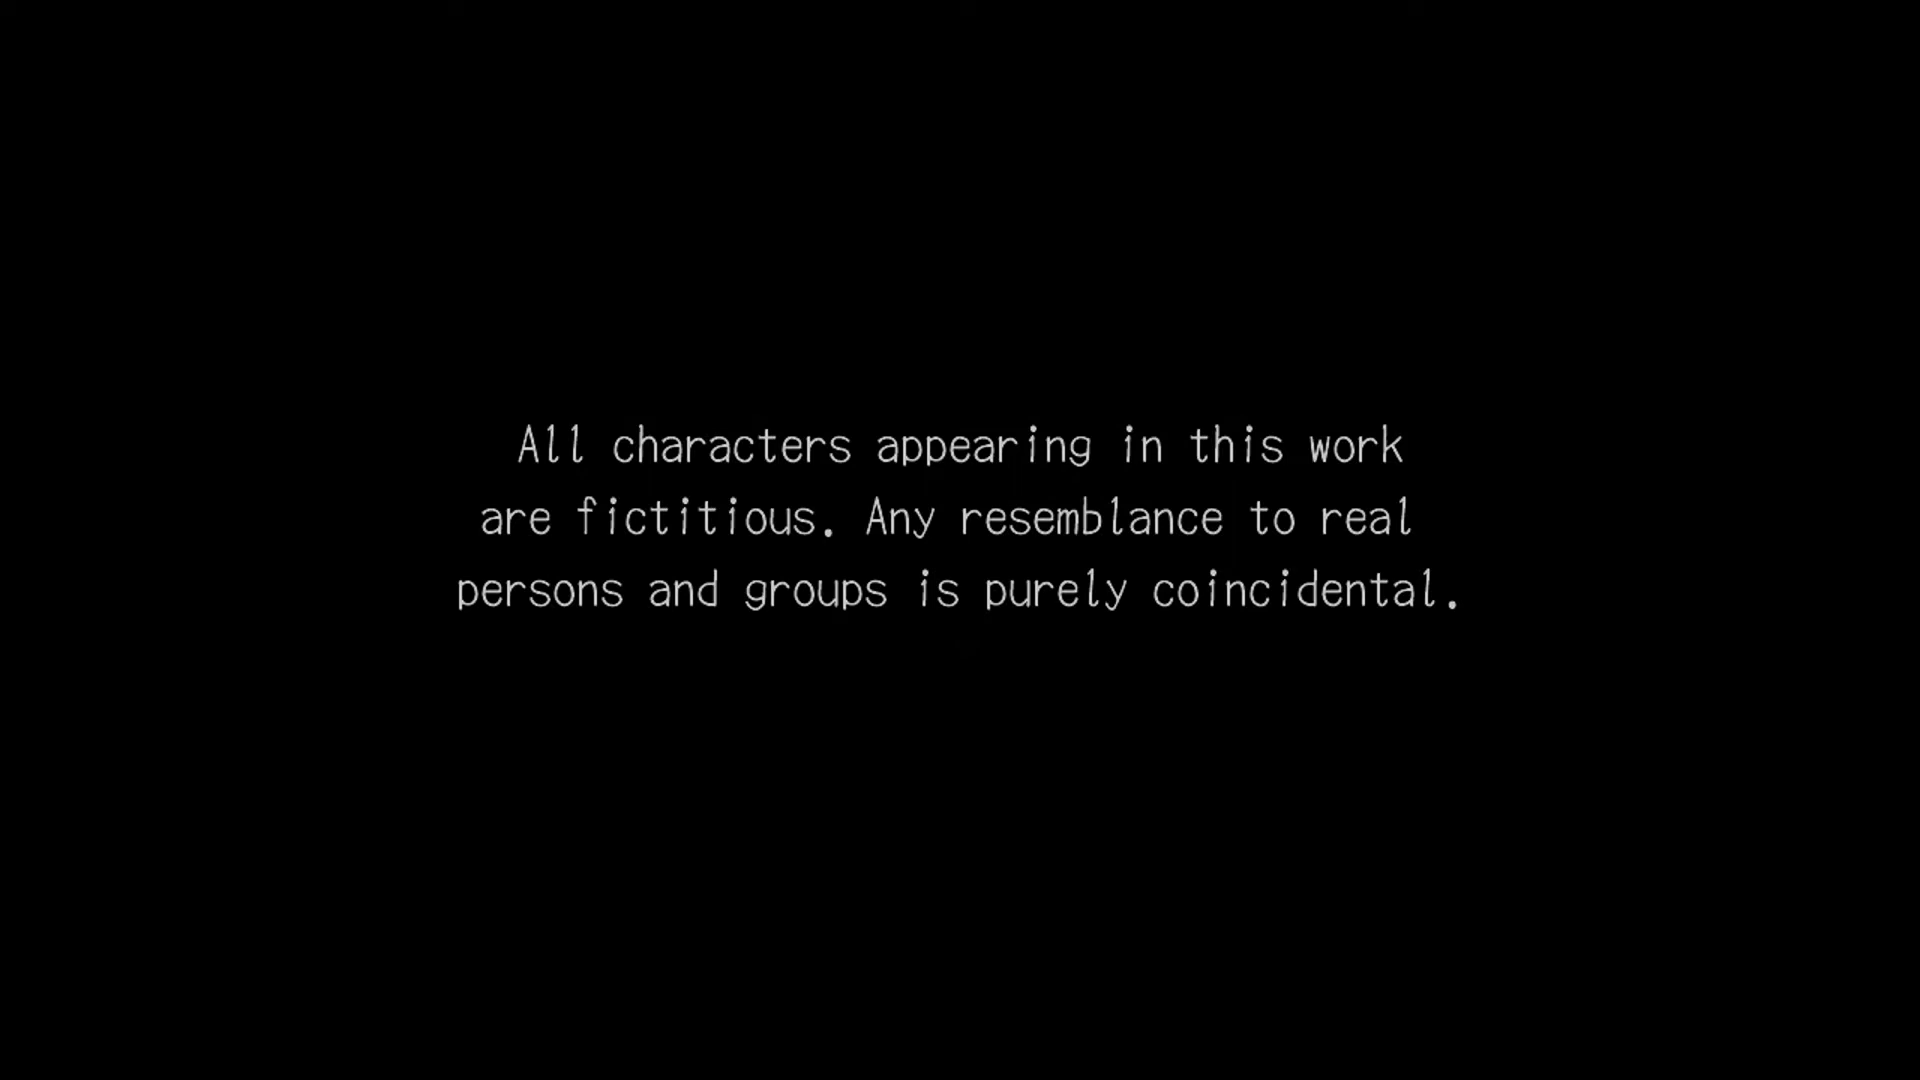 All characters appearing in this work
are fictitious. Any resemblance to real
persons and groups is purely coincidental.